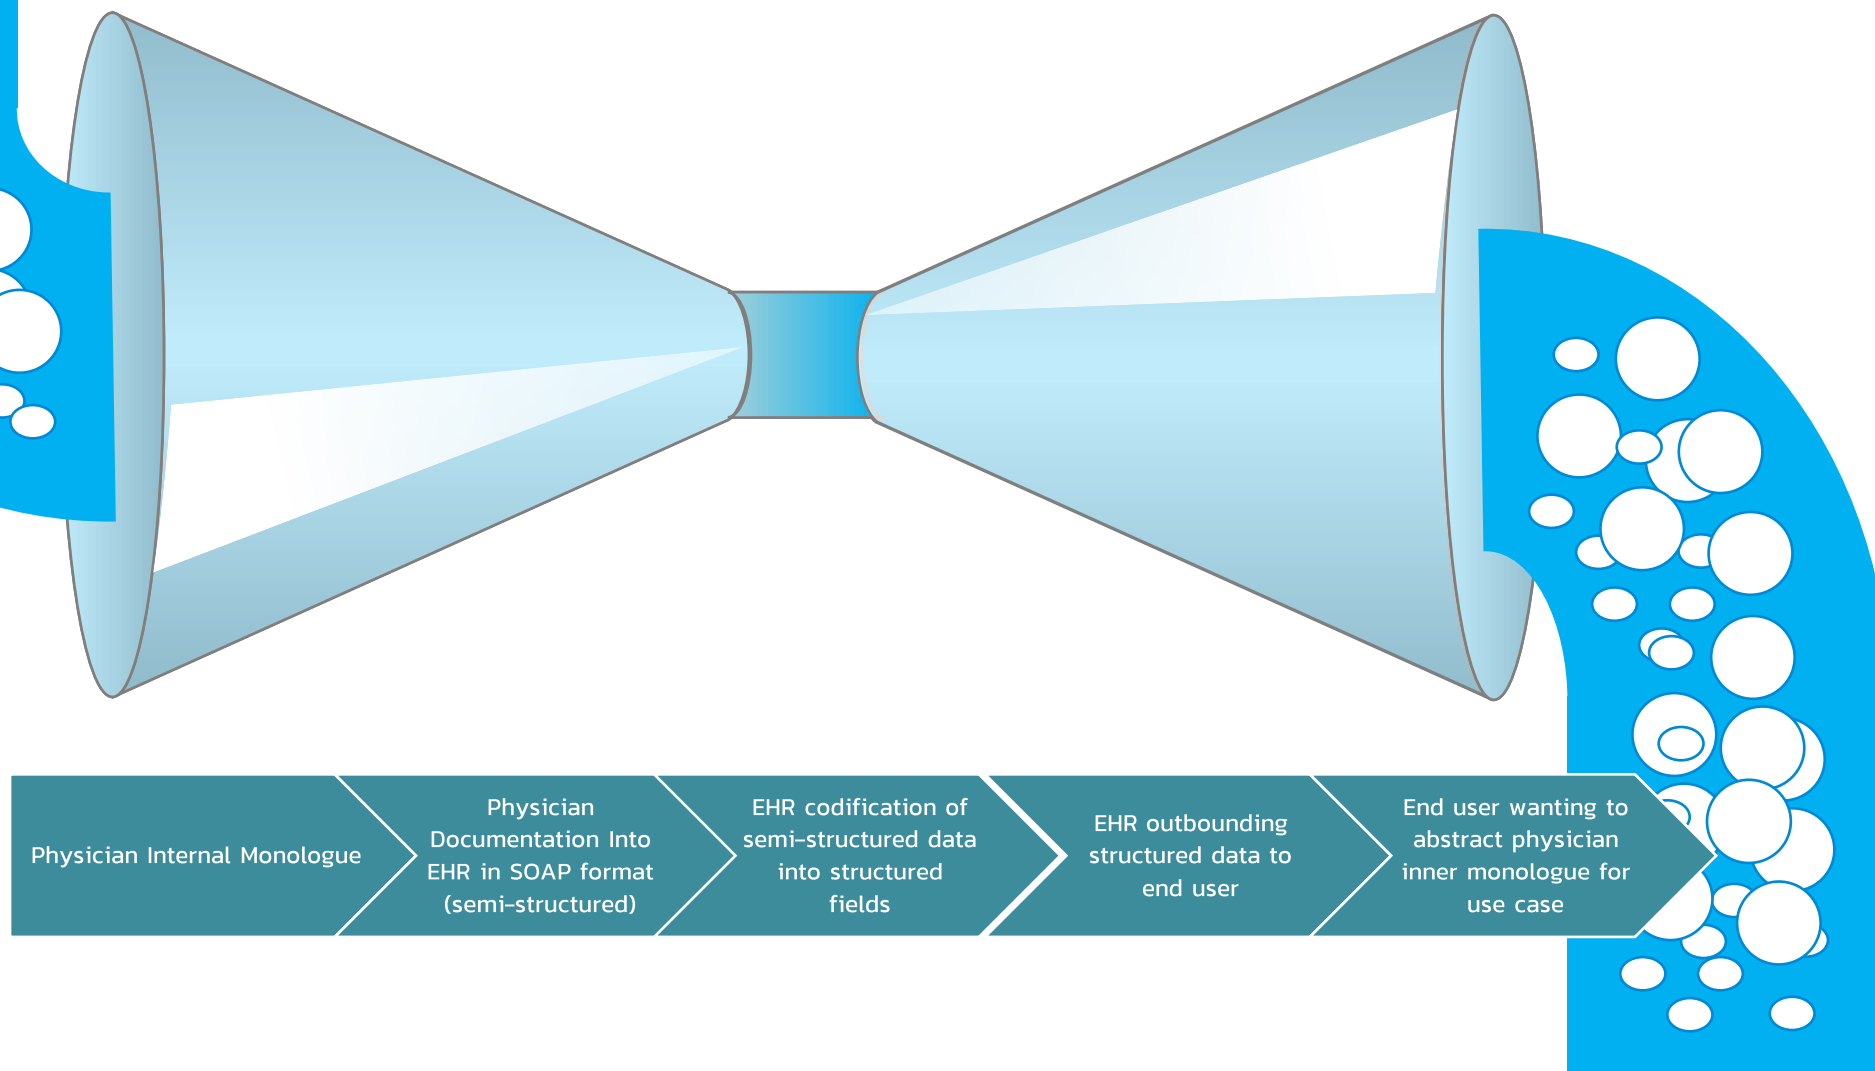 Physician Internal Monologue
Physician
Documentation Into
EHR in SOAP format
(semi-structured)
EHR codification of
semi-structured data
into structured
fields
EHR outbounding
structured data to
end user
End user wanting to
abstract physician
inner monologue for
use case